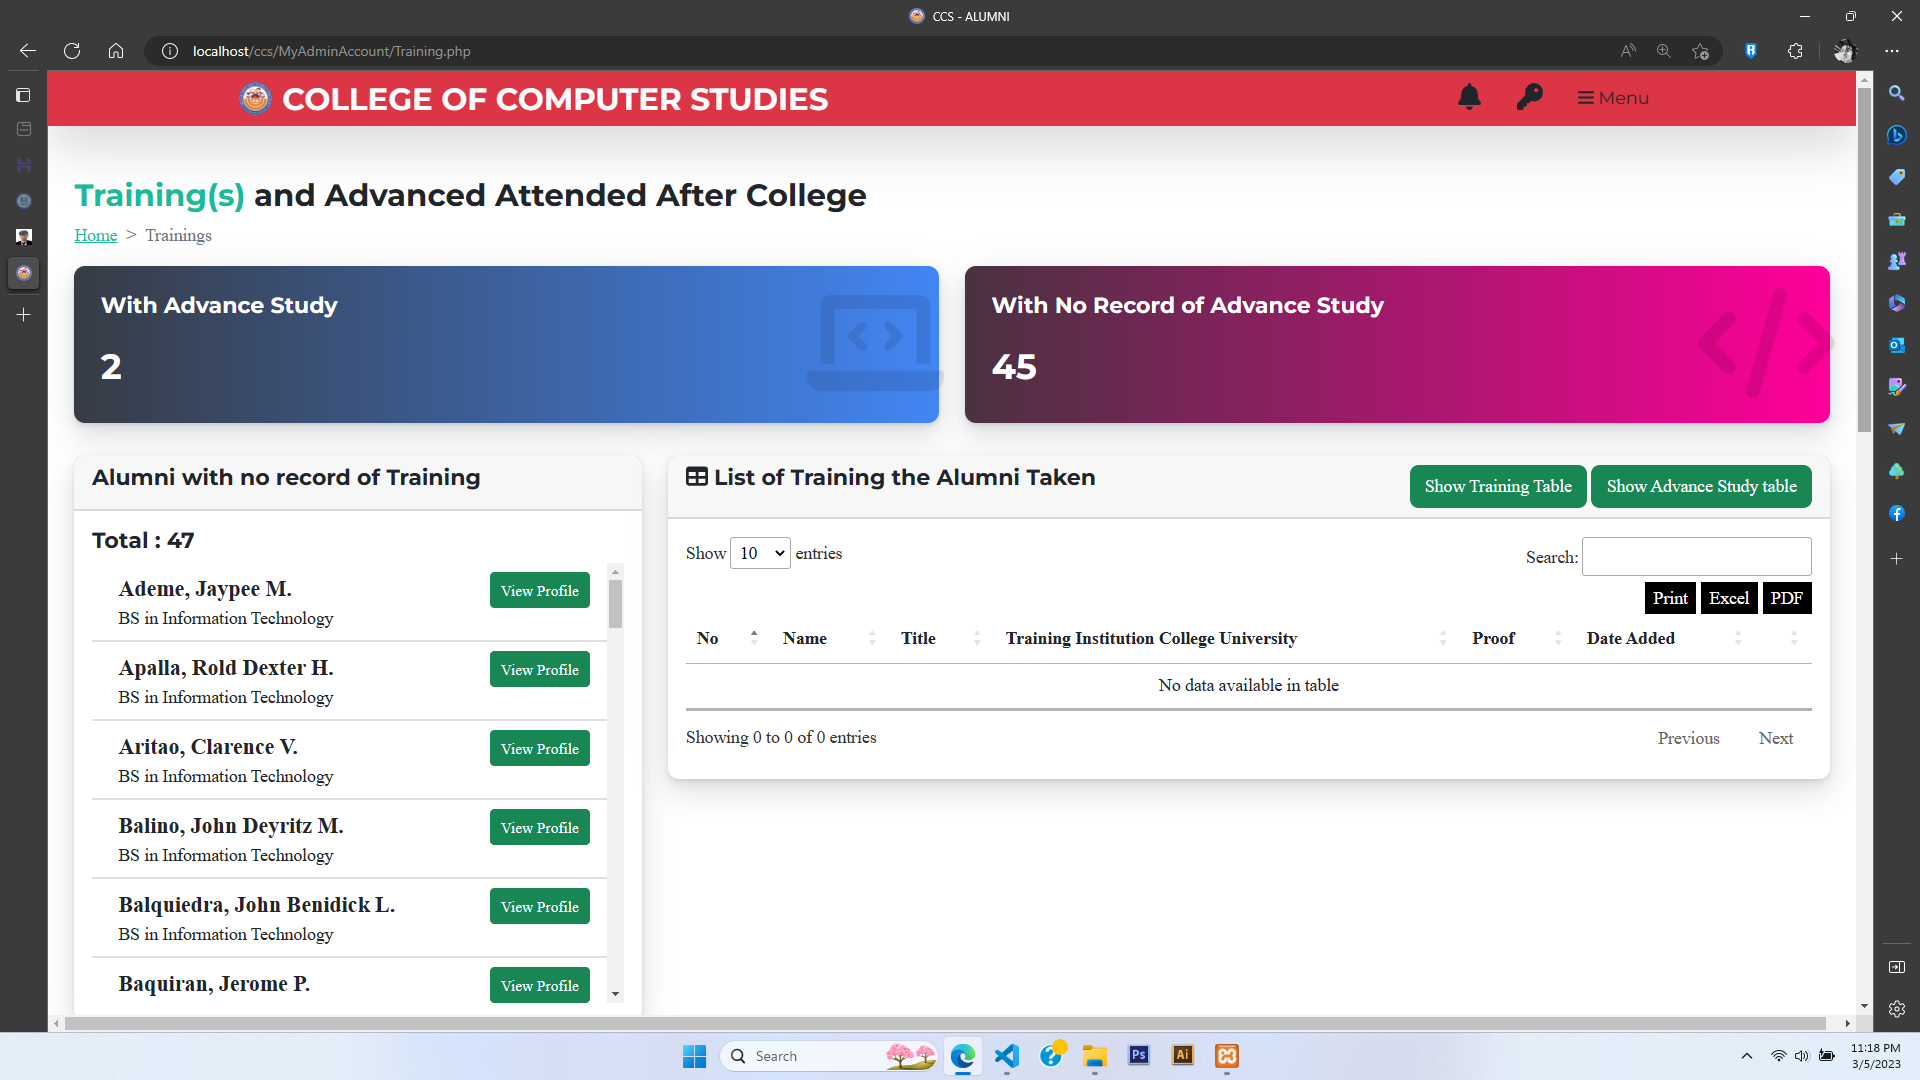 CCS - ALUMNI
localhost/ccs/MyAdminAccount/Training.php
COLLEGE OF COMPUTER STUDIES
Menu
Training(s) and Advanced Attended After College
Home > Trainings
With Advance Study
2
With No Record of Advance Study
45
Alumni with no record of Training
Total : 47
Ademe, Jaypee M.
BS in Information Technology
View Profile
Apalla, Rold Dexter H.
BS in Information Technology
View Profile
Aritao, Clarence V.
BS in Information Technology
View Profile
Balino, John Deyritz M.
BS in Information Technology
View Profile
Balquiedra, John Benidick L.
BS in Information Technology
View Profile
Baquiran, Jerome P.
View Profile
List of Training the Alumni Taken
Show Training Table
Show Advance Study table
Show 10 entries
Search:
Print Excel PDF
No Name Title Training Institution College University Proof Date Added
No data available in table
Showing 0 to 0 of 0 entries
Previous Next
Search
Ps
Ai
11:18 PM
3/5/2023